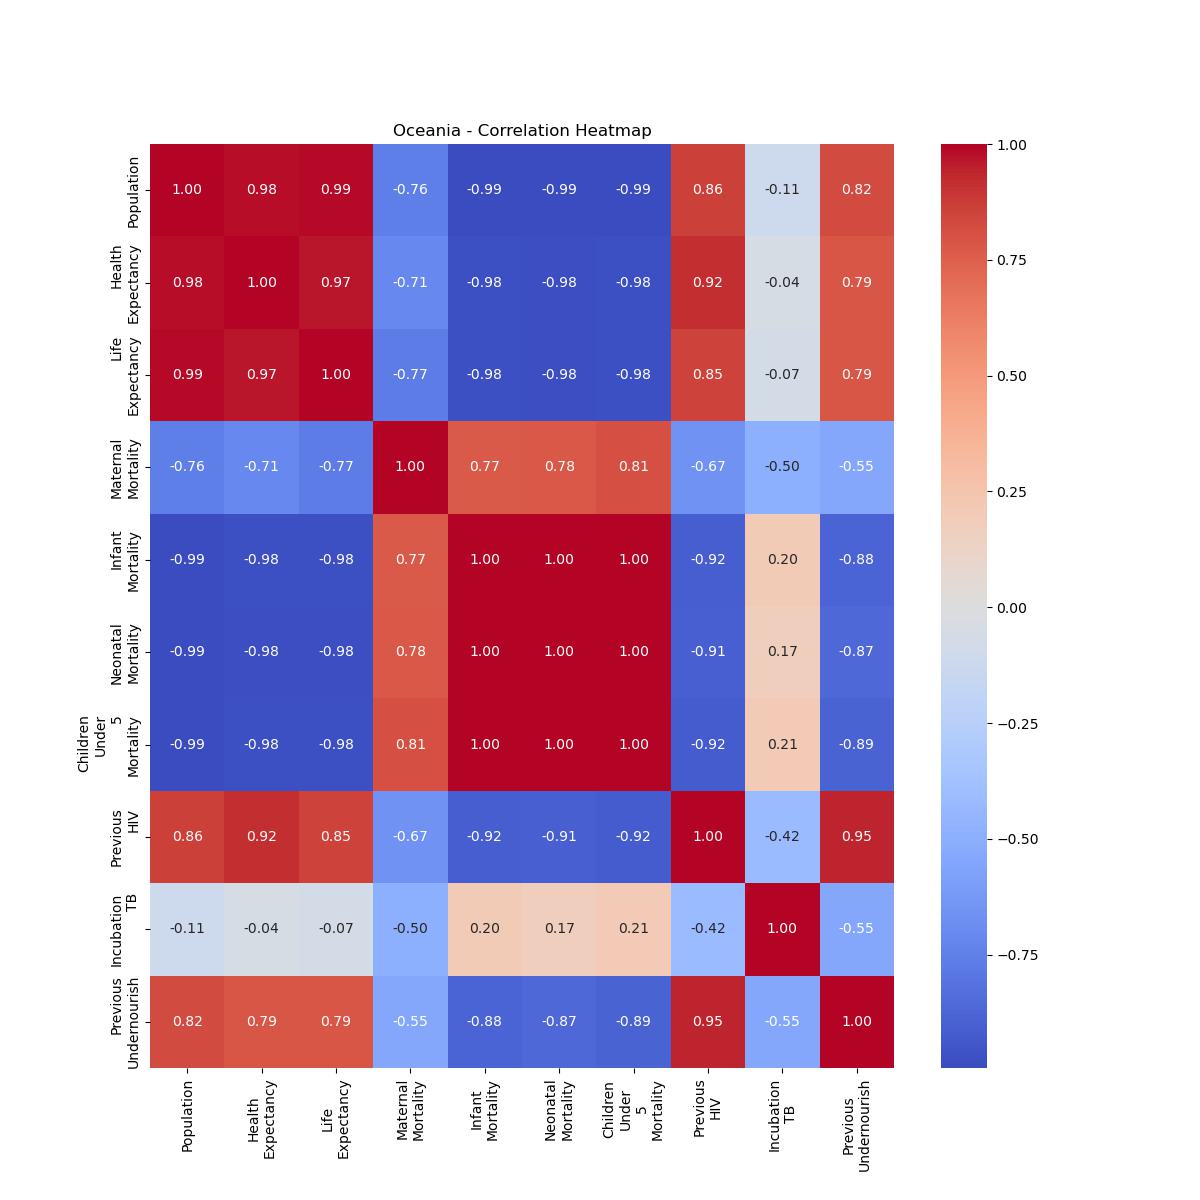 Oceania - Correlation Heatmap
Population
1.00 0.98 0.99 -0.76 -0.99 -0.99 -0.99 0.86 -0.11 0.82
Health
Expectancy
0.98 1.00 0.97 -0.71 -0.98 -0.98 -0.98 0.92 -0.04 0.79
Life
Expectancy
0.99 0.97 1.00 -0.77 -0.98 -0.98 -0.98 0.85 -0.07 0.79
Maternal
Mortality
-0.76 -0.71 -0.77 1.00 0.77 0.78 0.81 -0.67 -0.50 -0.55
Infant
Mortality
-0.99 -0.98 -0.98 0.77 1.00 1.00 1.00 -0.92 0.20 -0.88
Neonatal
Mortality
-0.99 -0.98 -0.98 0.78 1.00 1.00 1.00 -0.91 0.17 -0.87
Children
Under
5
Mortality
-0.99 -0.98 -0.98 0.81 1.00 1.00 1.00 -0.92 0.21 -0.89
Previous
HIV
0.86 0.92 0.85 -0.67 -0.92 -0.91 -0.92 1.00 -0.42 0.95
Incubation
TB
-0.11 -0.04 -0.07 -0.50 0.20 0.17 0.21 -0.42 1.00 -0.55
Previous
Undernourish
0.82 0.79 0.79 -0.55 -0.88 -0.87 -0.89 0.95 -0.55 1.00
Population
Health
Expectancy
Life
Expectancy
Maternal
Mortality
Infant
Mortality
Neonatal
Mortality
Children
Under
5
Mortality
Previous
HIV
Incubation
TB
Previous
Undernourish
1.00
0.75
0.50
0.25
0.00
−0.25
−0.50
−0.75